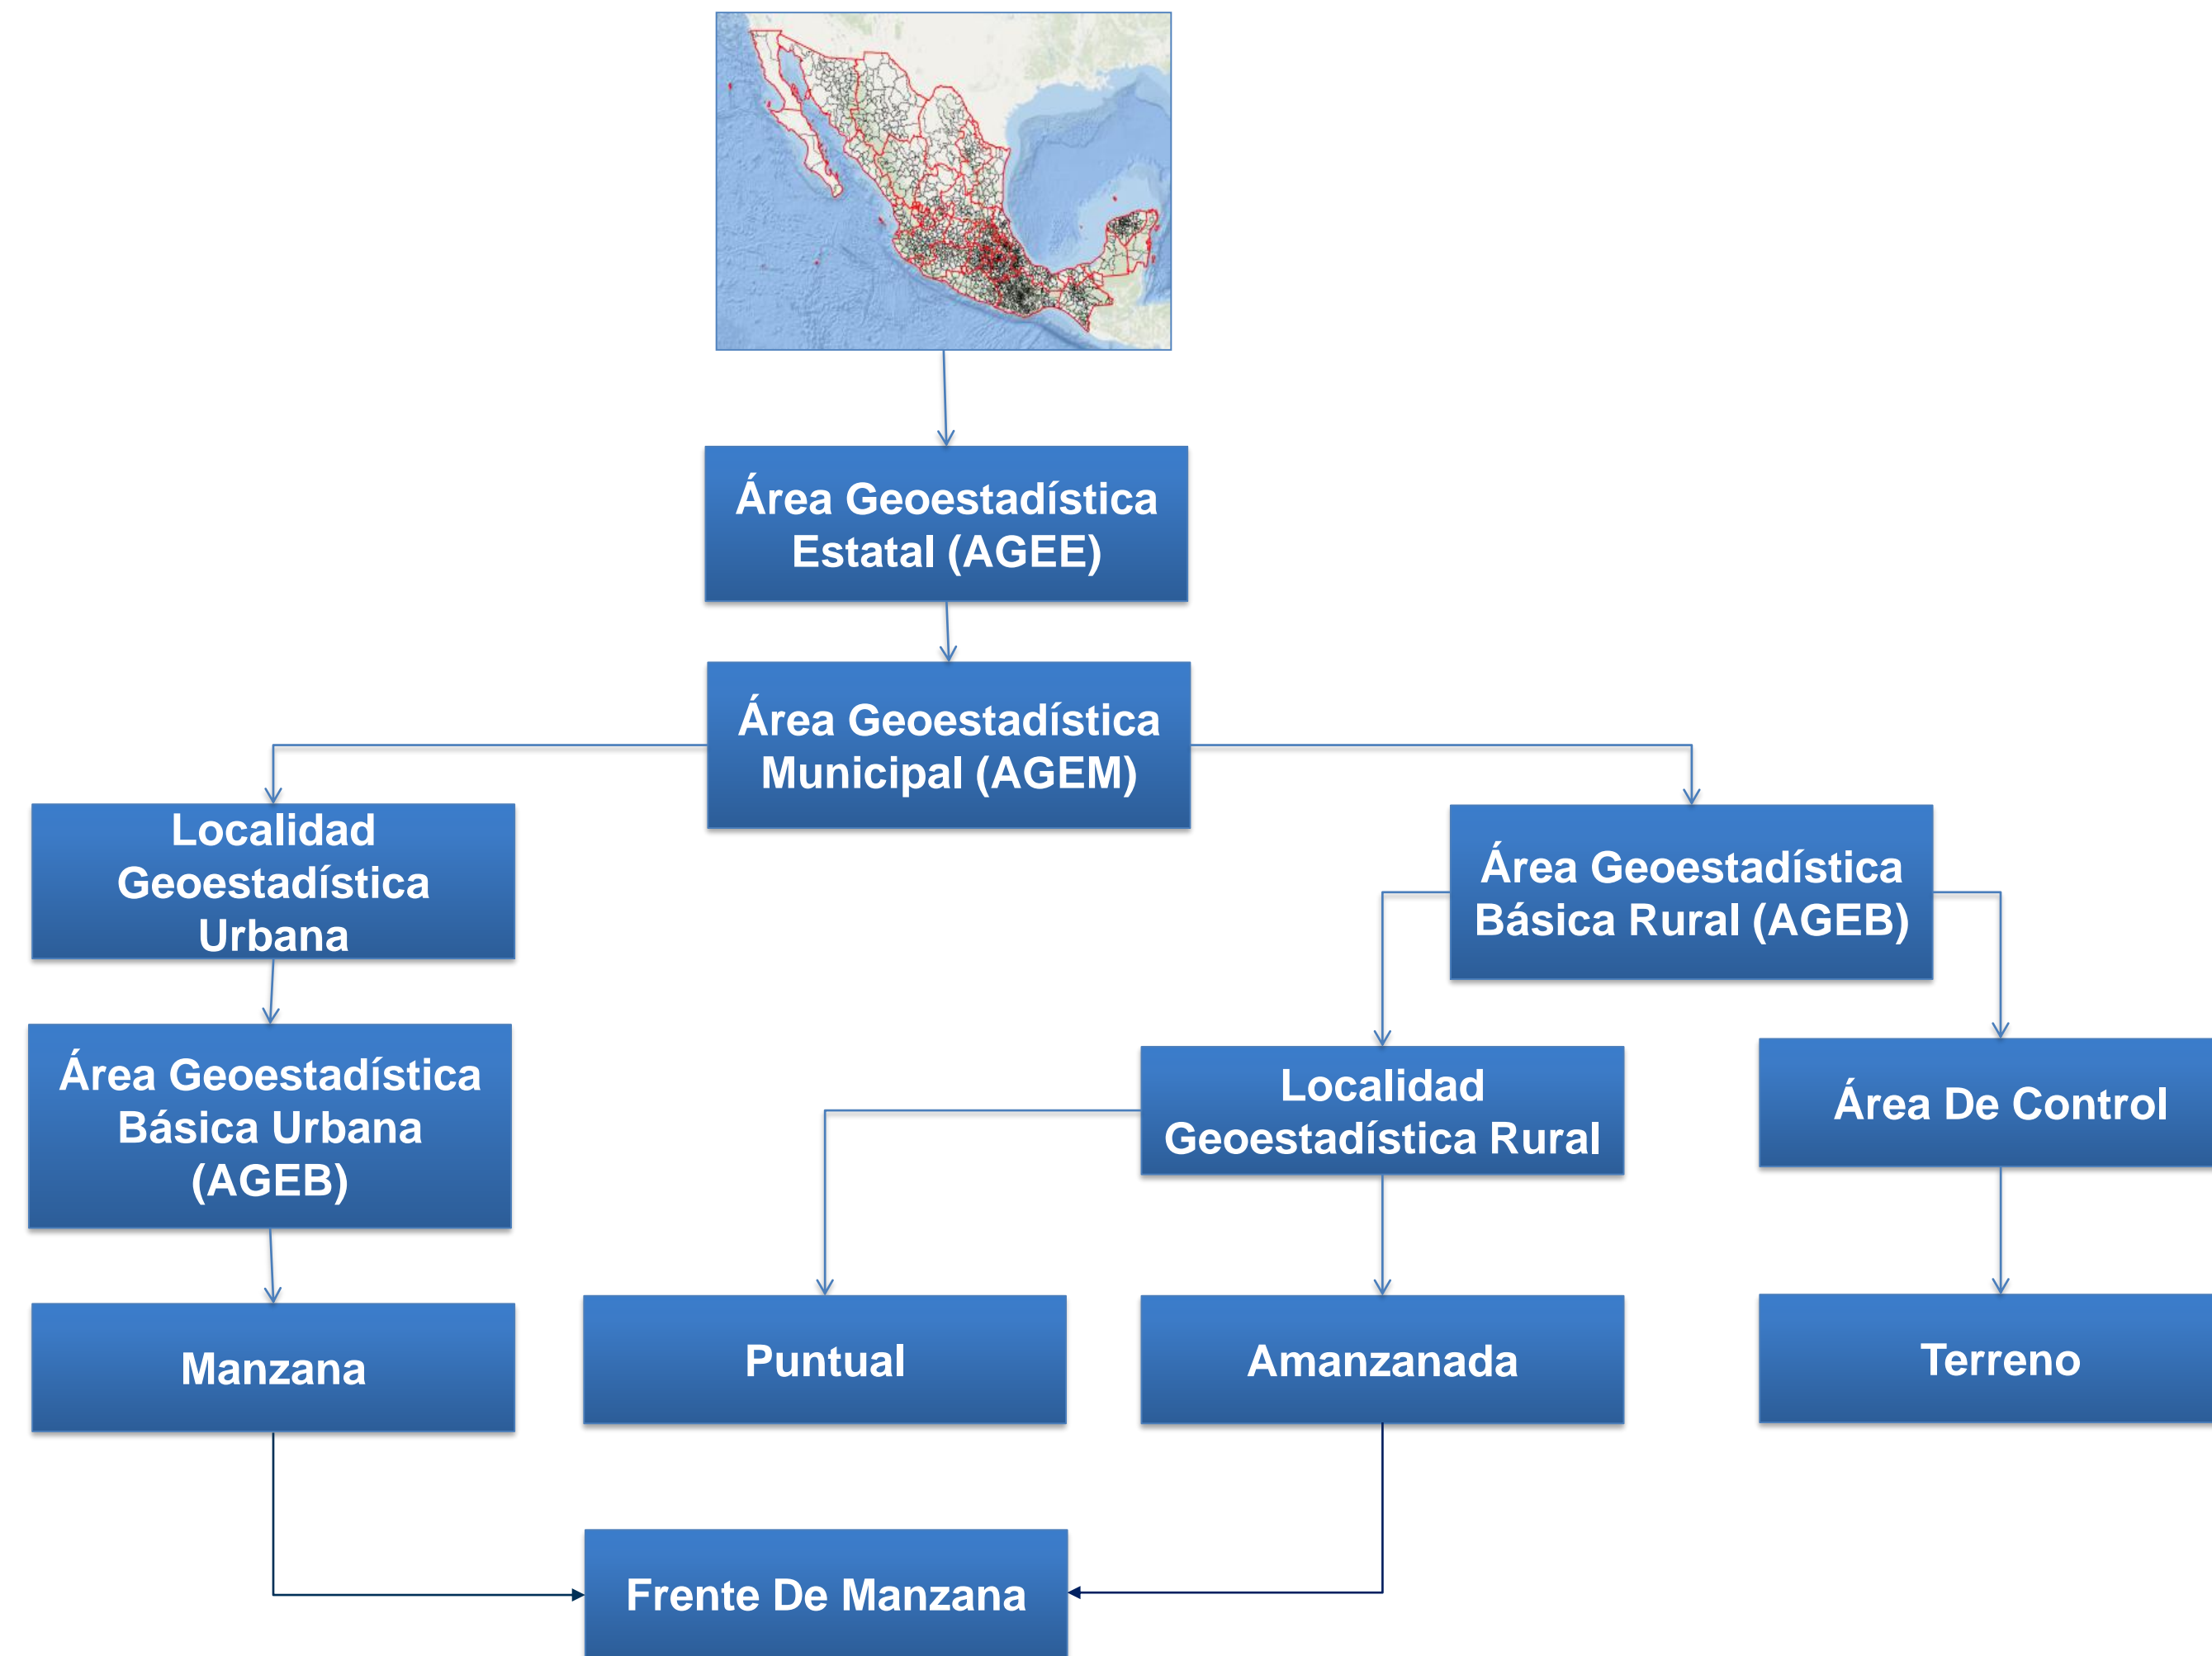 Área Geoestadística
Estatal (AGEE)
Área Geoestadística
Municipal (AGEM)
Localidad
Geoestadística
Urbana
Área Geoestadística
Básica Rural (AGEB)
Área Geoestadística
Básica Urbana
(AGEB)
Localidad
Geoestadística Rural
Área De Control
Manzana
Puntual
Amanzanada
Terreno
Frente De Manzana